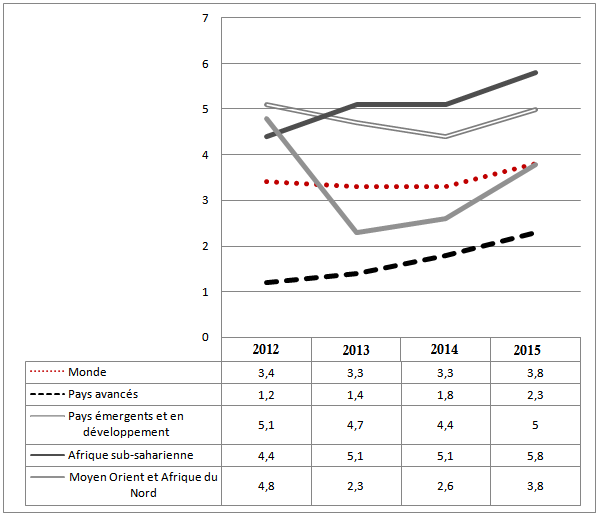 7
6
5
4
3
2
1
0
2012 2013 2014 2015
Monde 3,4 3,3 3,3 3,8
Pays avancés 1,2 1,4 1,8 2,3
Pays émergents et en
développement 5,1 4,7 4,4 5
Afrique sub-saharienne 4,4 5,1 5,1 5,8
Moyen Orient et Afrique du
Nord 4,8 2,3 2,6 3,8